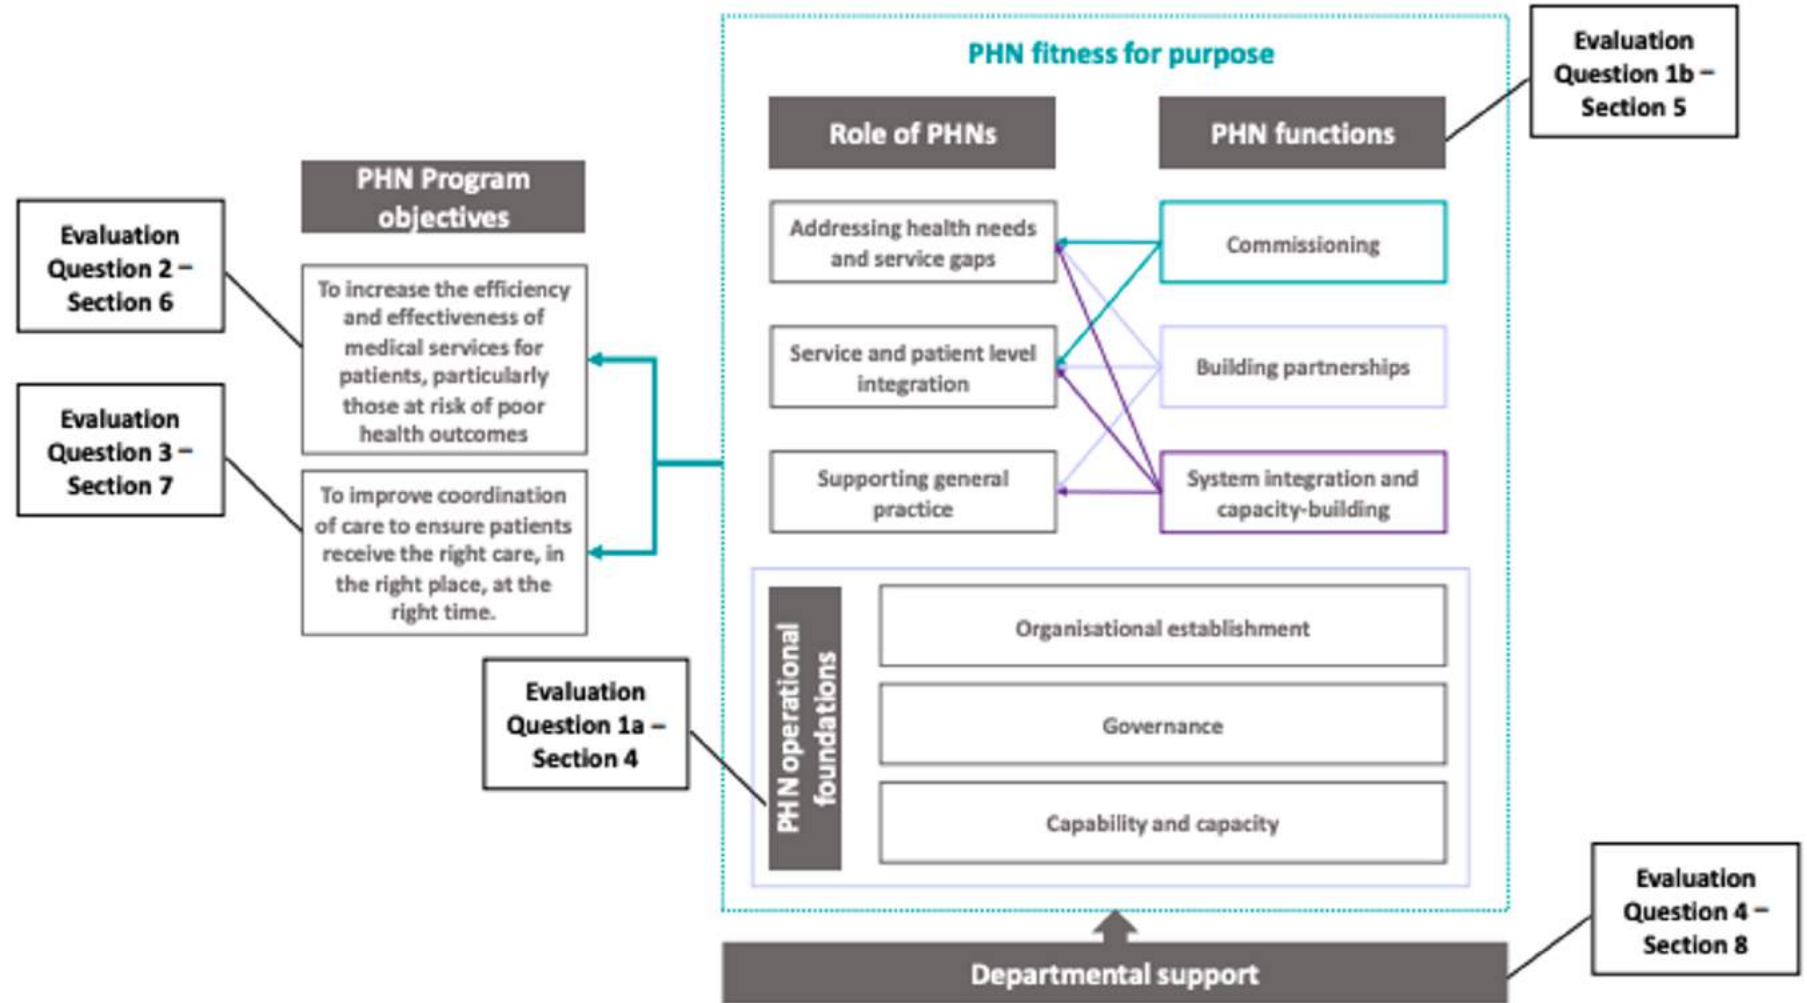 PHN fitness for purpose
Evaluation
Question 1b –
Section 5
Role of PHNs
PHN functions
PHN Program
objectives
Evaluation
Question 2 –
Section 6
Addressing health needs
and service gaps
Commissioning
To increase the efficiency
and effectiveness of
medical services for
patients, particularly
those at risk of poor
health outcomes
Service and patient level
integration
Building partnerships
Evaluation
Question 3 –
Section 7
Supporting general
practice
System integration and
capacity-building
To improve coordination
of care to ensure patients
receive the right care, in
the right place, at the
right time.
PHN operational
foundations
Organisational establishment
Governance
Capability and capacity
Evaluation
Question 1a –
Section 4
Evaluation
Question 4 –
Section 8
Departmental support